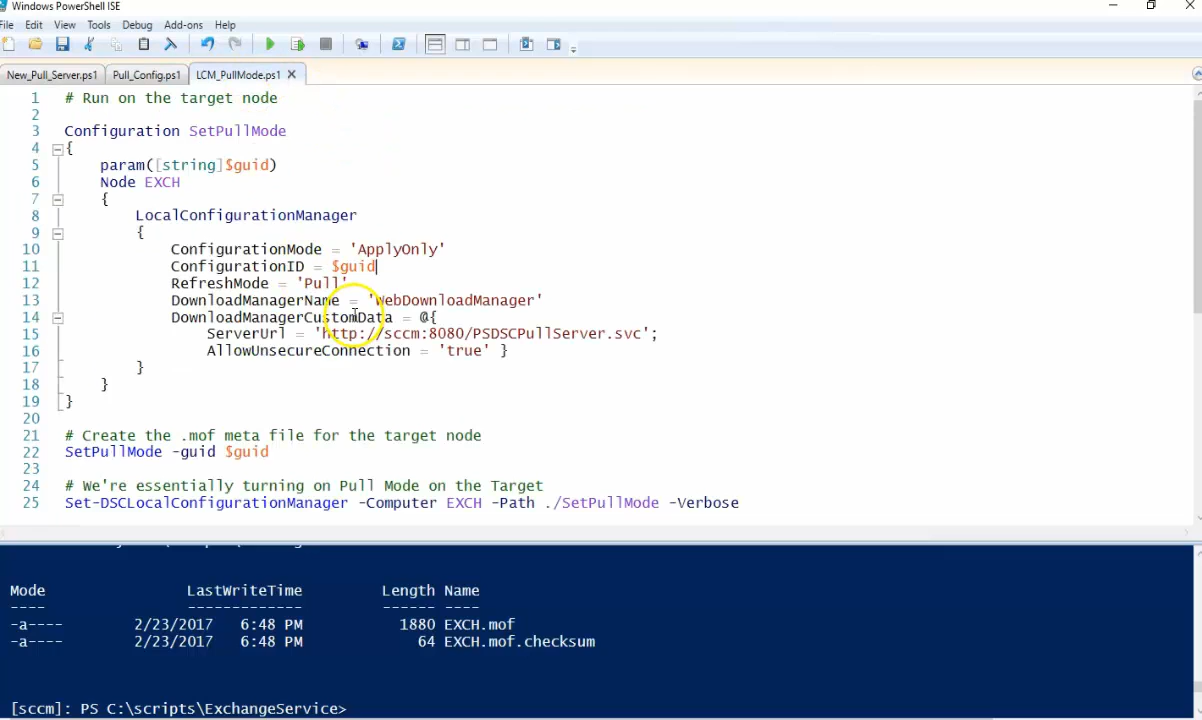 Windows PowerShell ISE
File Edit View Tools Debug Add-ons Help
New_Pull_Server.ps1 Pull_Config.ps1 LCM_PullMode.ps1
1 # Run on the target node
2
3 Configuration SetPullMode
4 {
5 param([string]$guid)
6 Node EXCH
7 {
8 LocalConfigurationManager
9 {
10 ConfigurationMode = 'ApplyOnly'
11 ConfigurationID = $guid
12 RefreshMode = 'Pull'
13 DownloadManagerName = 'WebDownloadManager'
14 DownloadManagerCustomData = @{
15 ServerUrl = 'http://sccm:8080/PSDSCPullServer.svc';
16 AllowUnsecureConnection = 'true' }
17 }
18 }
19 }
20
21 # Create the .mof meta file for the target node
22 SetPullMode -guid $guid
23
24 # We're essentially turning on Pull Mode on the Target
25 Set-DSCLocalConfigurationManager -Computer EXCH -Path ./SetPullMode -Verbose
Mode LastWriteTime Length Name
---- ------------- ------ ----
-a---- 2/23/2017 6:48 PM 1880 EXCH.mof
-a---- 2/23/2017 6:48 PM 64 EXCH.mof.checksum
[sccm]: PS C:\scripts\ExchangeService>